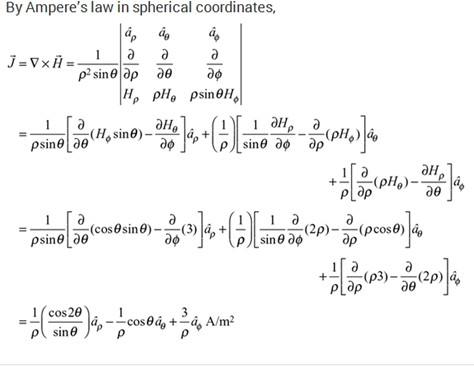 By Ampere's law in spherical coordinates,
$\vec{J} = \nabla \times \vec{H} = \frac{1}{\rho^2 \sin\theta} \begin{vmatrix} \hat{a}_\rho & \hat{a}_\theta & \hat{a}_\phi \\ \frac{\partial}{\partial\rho} & \frac{\partial}{\partial\theta} & \frac{\partial}{\partial\phi} \\ H_\rho & \rho H_\theta & \rho\sin\theta H_\phi \end{vmatrix}$
$= \frac{1}{\rho\sin\theta}\left[\frac{\partial}{\partial\theta}(H_\phi \sin\theta) - \frac{\partial H_\theta}{\partial\phi}\right]\hat{a}_\rho + \left(\frac{1}{\rho}\right)\left[\frac{1}{\sin\theta}\frac{\partial H_\rho}{\partial\phi} - \frac{\partial}{\partial\rho}(\rho H_\phi)\right]\hat{a}_\theta$
$+ \frac{1}{\rho}\left[\frac{\partial}{\partial\rho}(\rho H_\theta) - \frac{\partial H_\rho}{\partial\theta}\right]\hat{a}_\phi$
$= \frac{1}{\rho\sin\theta}\left[\frac{\partial}{\partial\theta}(\cos\theta\sin\theta) - \frac{\partial}{\partial\phi}(3)\right]\hat{a}_\rho + \left(\frac{1}{\rho}\right)\left[\frac{1}{\sin\theta}\frac{\partial}{\partial\phi}(2\rho) - \frac{\partial}{\partial\rho}(\rho\cos\theta)\right]\hat{a}_\theta$
$+ \frac{1}{\rho}\left[\frac{\partial}{\partial\rho}(\rho 3) - \frac{\partial}{\partial\theta}(2\rho)\right]\hat{a}_\phi$
$= \frac{1}{\rho}\left(\frac{\cos 2\theta}{\sin\theta}\right)\hat{a}_\rho - \frac{1}{\rho}\cos\theta\,\hat{a}_\theta + \frac{3}{\rho}\hat{a}_\phi \text{ A/m}^2$